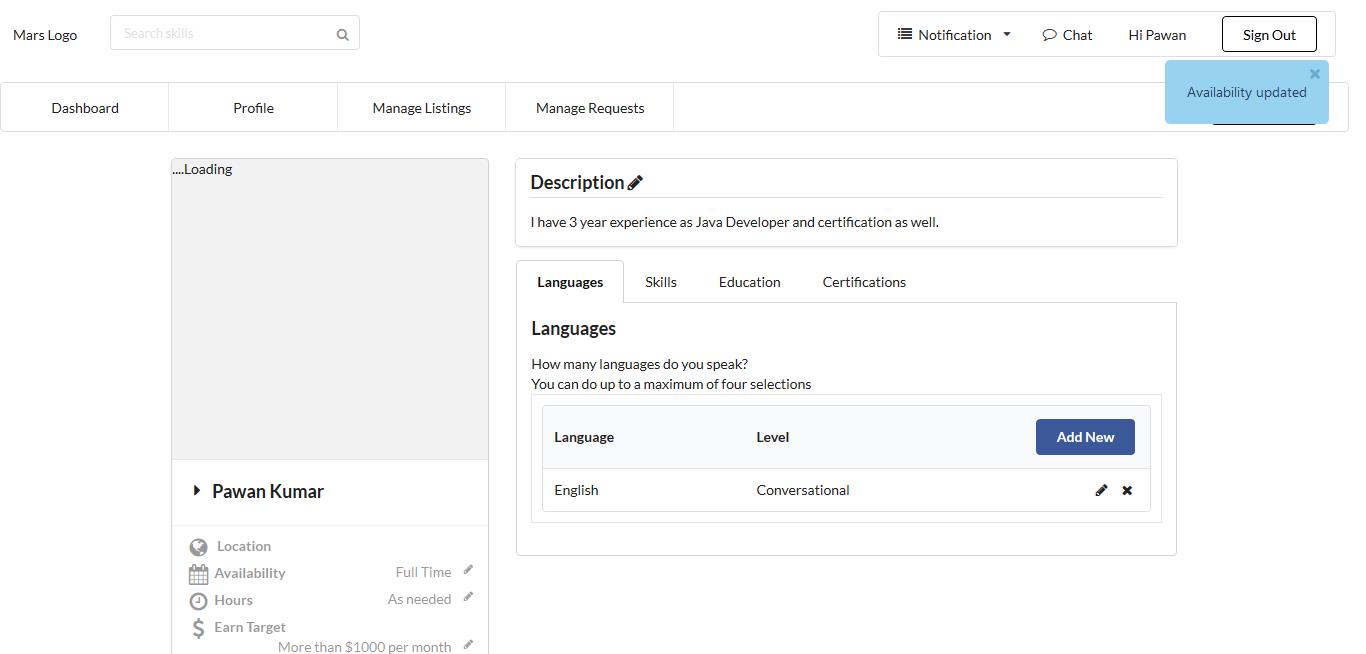 Mars Logo
Search skills
Notification
Chat
Hi Pawan
Sign Out
Availability updated
Dashboard
Profile
Manage Listings
Manage Requests
....Loading
Description
I have 3 year experience as Java Developer and certification as well.
Languages
Skills
Education
Certifications
Languages
How many languages do you speak?
You can do up to a maximum of four selections
Language
Level
Add New
English
Conversational
Pawan Kumar
Location
Availability
Full Time
Hours
As needed
Earn Target
More than $1000 per month